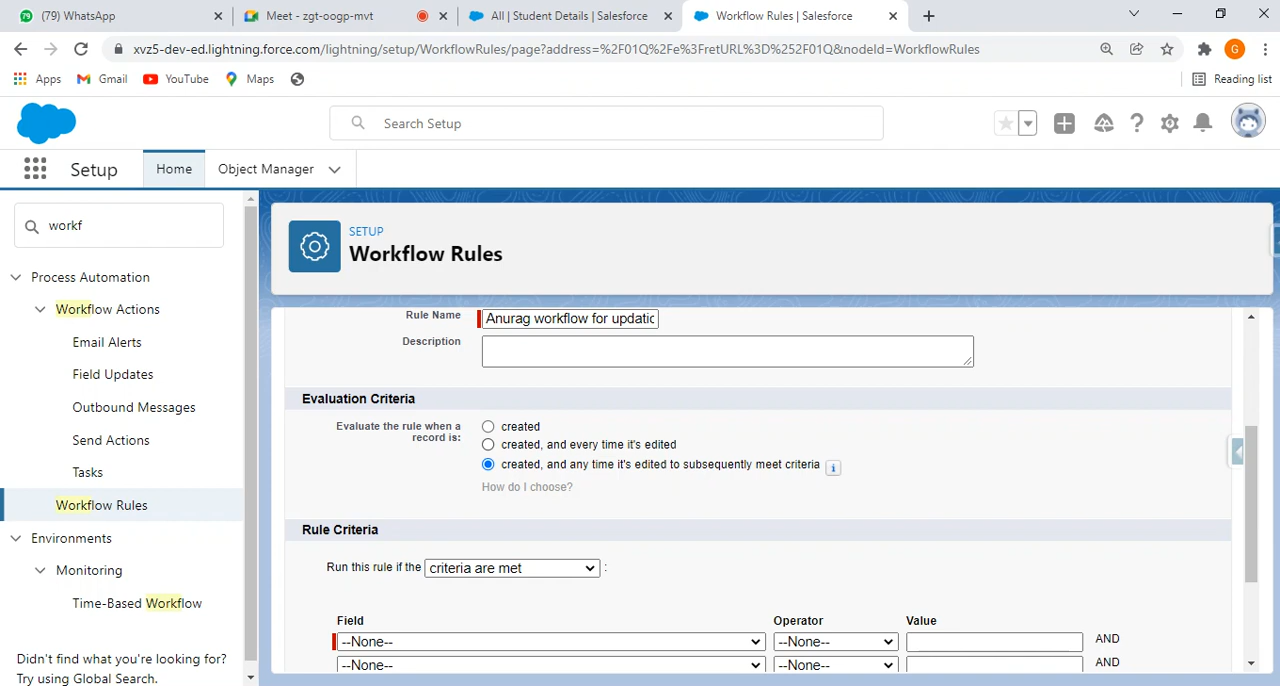 (79) WhatsApp
Meet - zgt-oogp-mvt
All | Student Details | Salesforce
Workflow Rules | Salesforce
xvz5-dev-ed.lightning.force.com/lightning/setup/WorkflowRules/page?address=%2F01Q%2Fe%3FretURL%3D%252F01Q&nodeId=WorkflowRules
G
Apps
Gmail
YouTube
Maps
Reading list
Search Setup
Setup
Home
Object Manager
workf
Process Automation
Workflow Actions
Email Alerts
Field Updates
Outbound Messages
Send Actions
Tasks
Workflow Rules
Environments
Monitoring
Time-Based Workflow
Didn't find what you're looking for?
Try using Global Search.
SETUP
Workflow Rules
Rule Name
Anurag workflow for updatic
Description
Evaluation Criteria
Evaluate the rule when a
record is:
created
created, and every time it's edited
created, and any time it's edited to subsequently meet criteria
i
How do I choose?
Rule Criteria
Run this rule if the criteria are met :
Field Operator Value
--None-- --None-- AND
--None-- --None-- AND